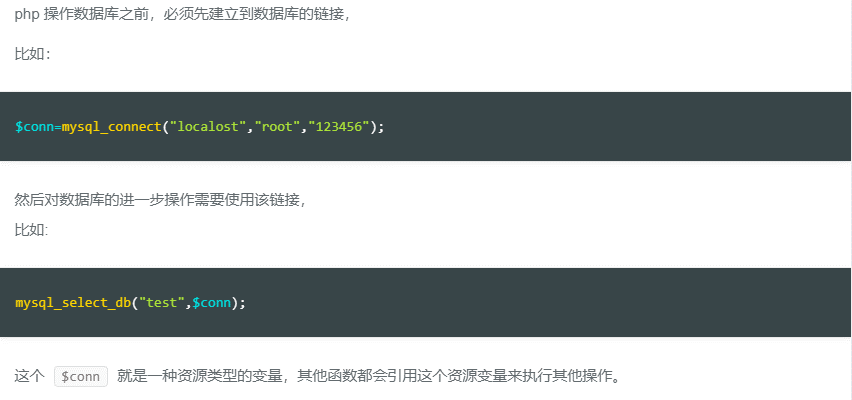 php 操作数据库之前，必须先建立到数据库的链接，
比如：
$conn=mysql_connect("localost","root","123456");
然后对数据库的进一步操作需要使用该链接，
比如:
mysql_select_db("test",$conn);
这个 $conn 就是一种资源类型的变量，其他函数都会引用这个资源变量来执行其他操作。